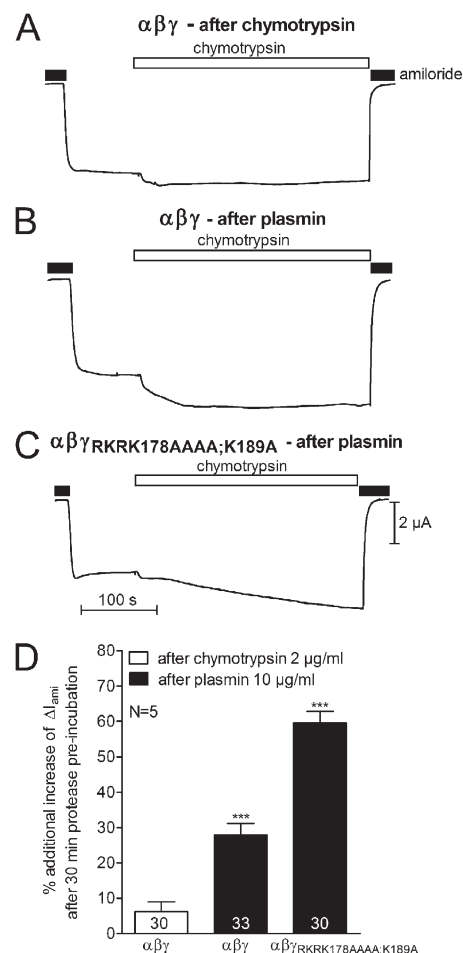 A
αβγ - after chymotrypsin
chymotrypsin
amiloride
B
αβγ - after plasmin
chymotrypsin
C
αβγRKRK178AAAA;K189A - after plasmin
chymotrypsin
2 µA
100 s
D
% additional increase of ΔIami
after 30 min protease pre-incubation
80
70
60
50
40
30
20
10
0
after chymotrypsin 2 µg/ml
after plasmin 10 µg/ml
N=5
***
***
30
33
30
αβγ
αβγ
αβγRKRK178AAAA;K189A